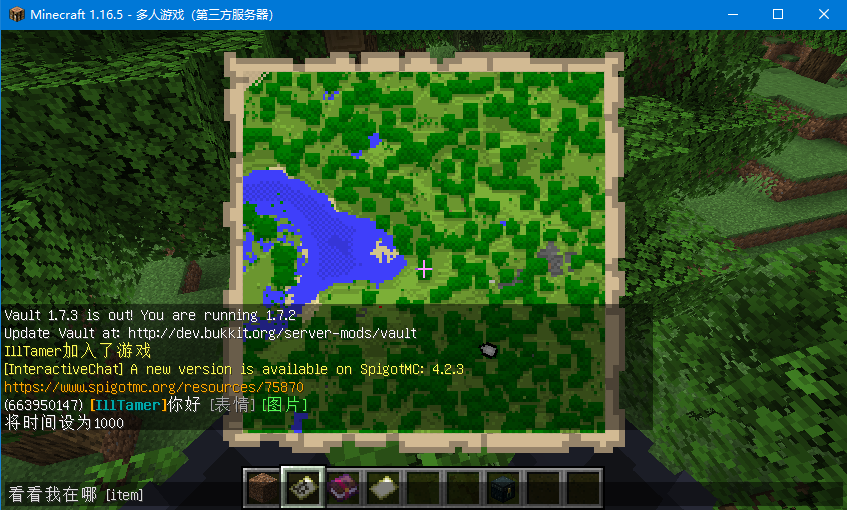 Minecraft 1.16.5 - 多人游戏（第三方服务器）
Vault 1.7.3 is out! You are running 1.7.2
Update Vault at: http://dev.bukkit.org/server-mods/vault
IllTamer加入了游戏
[InteractiveChat] A new version is available on SpigotMC: 4.2.3
https://www.spigotmc.org/resources/75870
(663950147) [IllTamer]你好 [表情] [图片]
将时间设为1000
看看我在哪 [item]